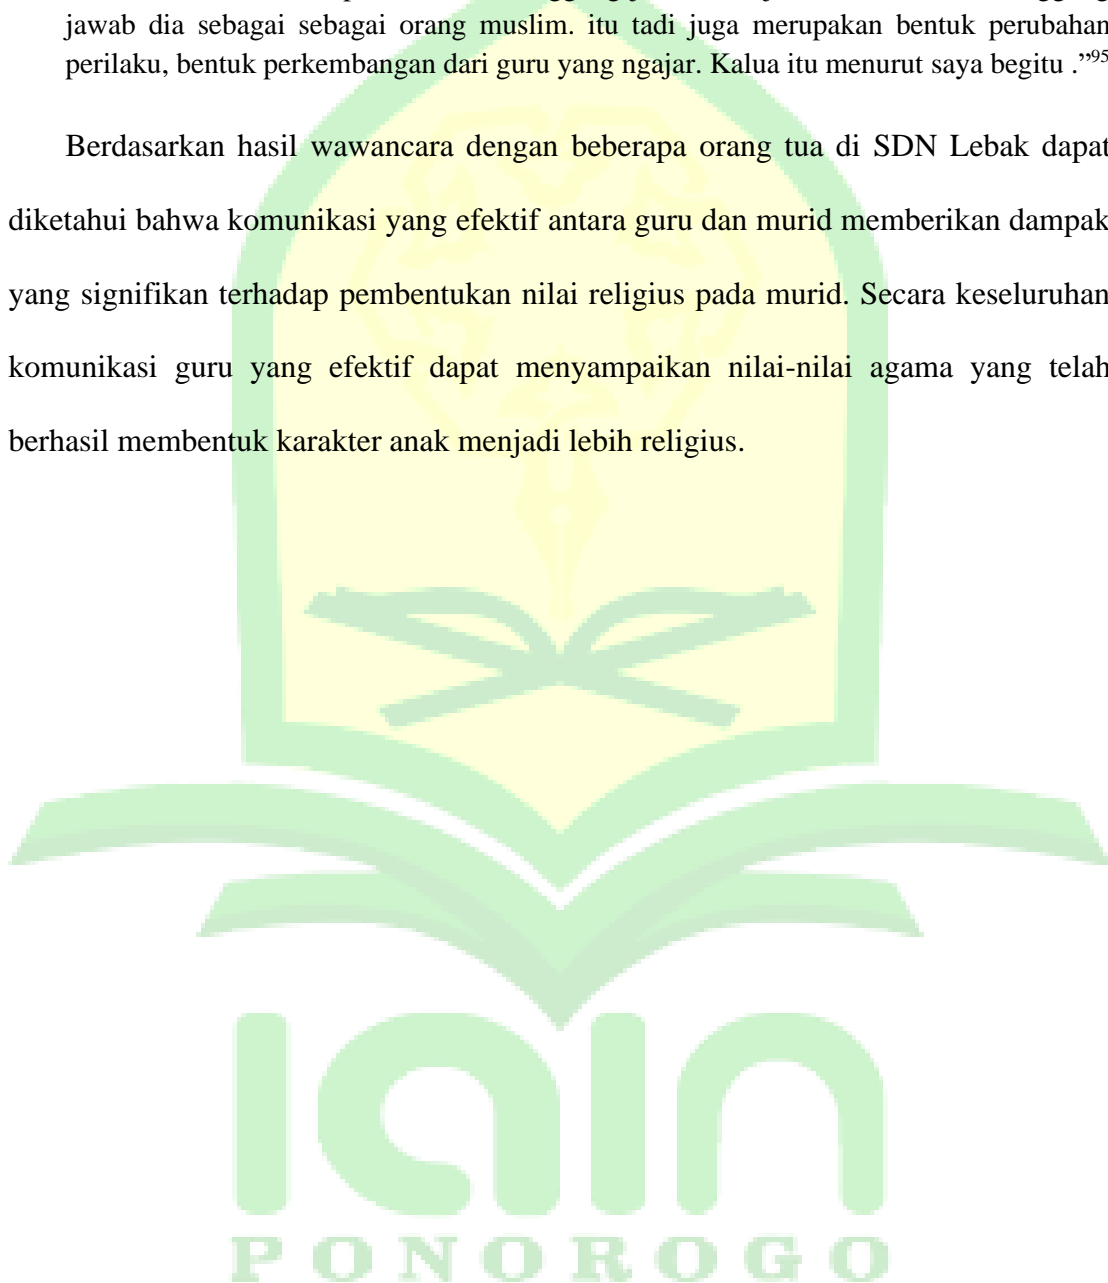 jawab dia sebagai sebagai orang muslim. itu tadi juga merupakan bentuk perubahan
perilaku, bentuk perkembangan dari guru yang ngajar. Kalua itu menurut saya begitu .”95
Berdasarkan hasil wawancara dengan beberapa orang tua di SDN Lebak dapat
diketahui bahwa komunikasi yang efektif antara guru dan murid memberikan dampak
yang signifikan terhadap pembentukan nilai religius pada murid. Secara keseluruhan
komunikasi guru yang efektif dapat menyampaikan nilai-nilai agama yang telah
berhasil membentuk karakter anak menjadi lebih religius.
iain
PONOROGO